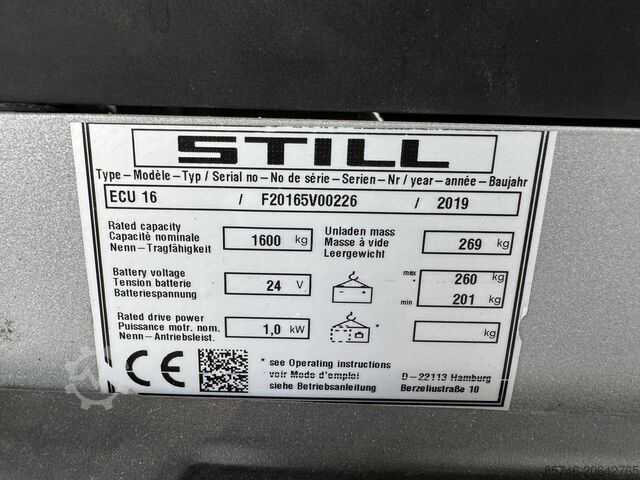 STILL
Type – Modèle – Typ / Serial no – No de série – Serien – Nr / year – année – Baujahr
ECU 16 / F20165V00226 / 2019
Rated capacity
Capacité nominale
Nenn – Tragfähigkeit
1600 kg
Unladen mass
Masse à vide
Leergewicht
269 kg
Battery voltage
Tension batterie
Batteriespannung
24 V
max 260 kg
min 201 kg
Rated drive power
Puissance motr. nom.
Nenn – Antriebsleist.
1,0 kW
* kg
CE
* see Operating instructions
voir Mode d'emploi
siehe Betriebsanleitung
D – 22113 Hamburg
Berzeliustraße 10
85746-20642765